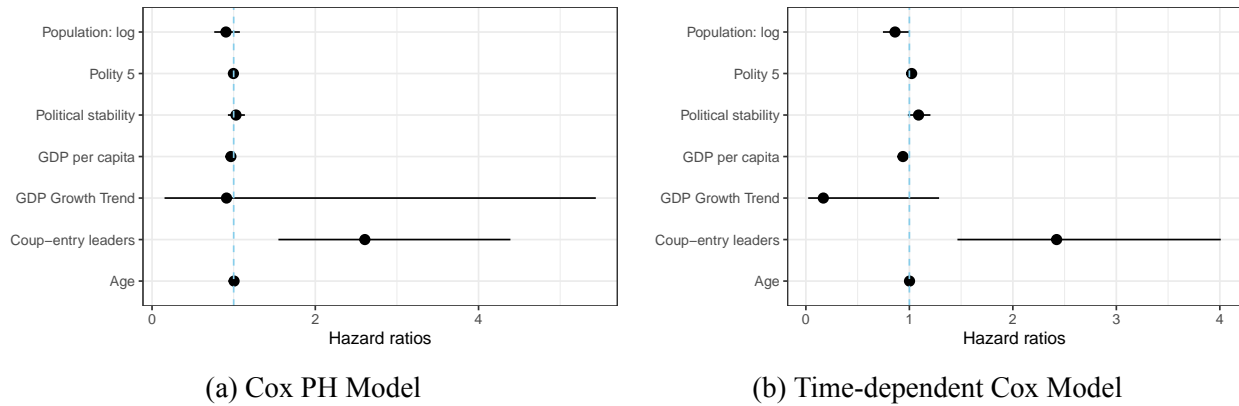 Population: log
Polity 5
Political stability
GDP per capita
GDP Growth Trend
Coup−entry leaders
Age
0 2 4
Hazard ratios
(a) Cox PH Model
Population: log
Polity 5
Political stability
GDP per capita
GDP Growth Trend
Coup−entry leaders
Age
0 1 2 3 4
Hazard ratios
(b) Time-dependent Cox Model